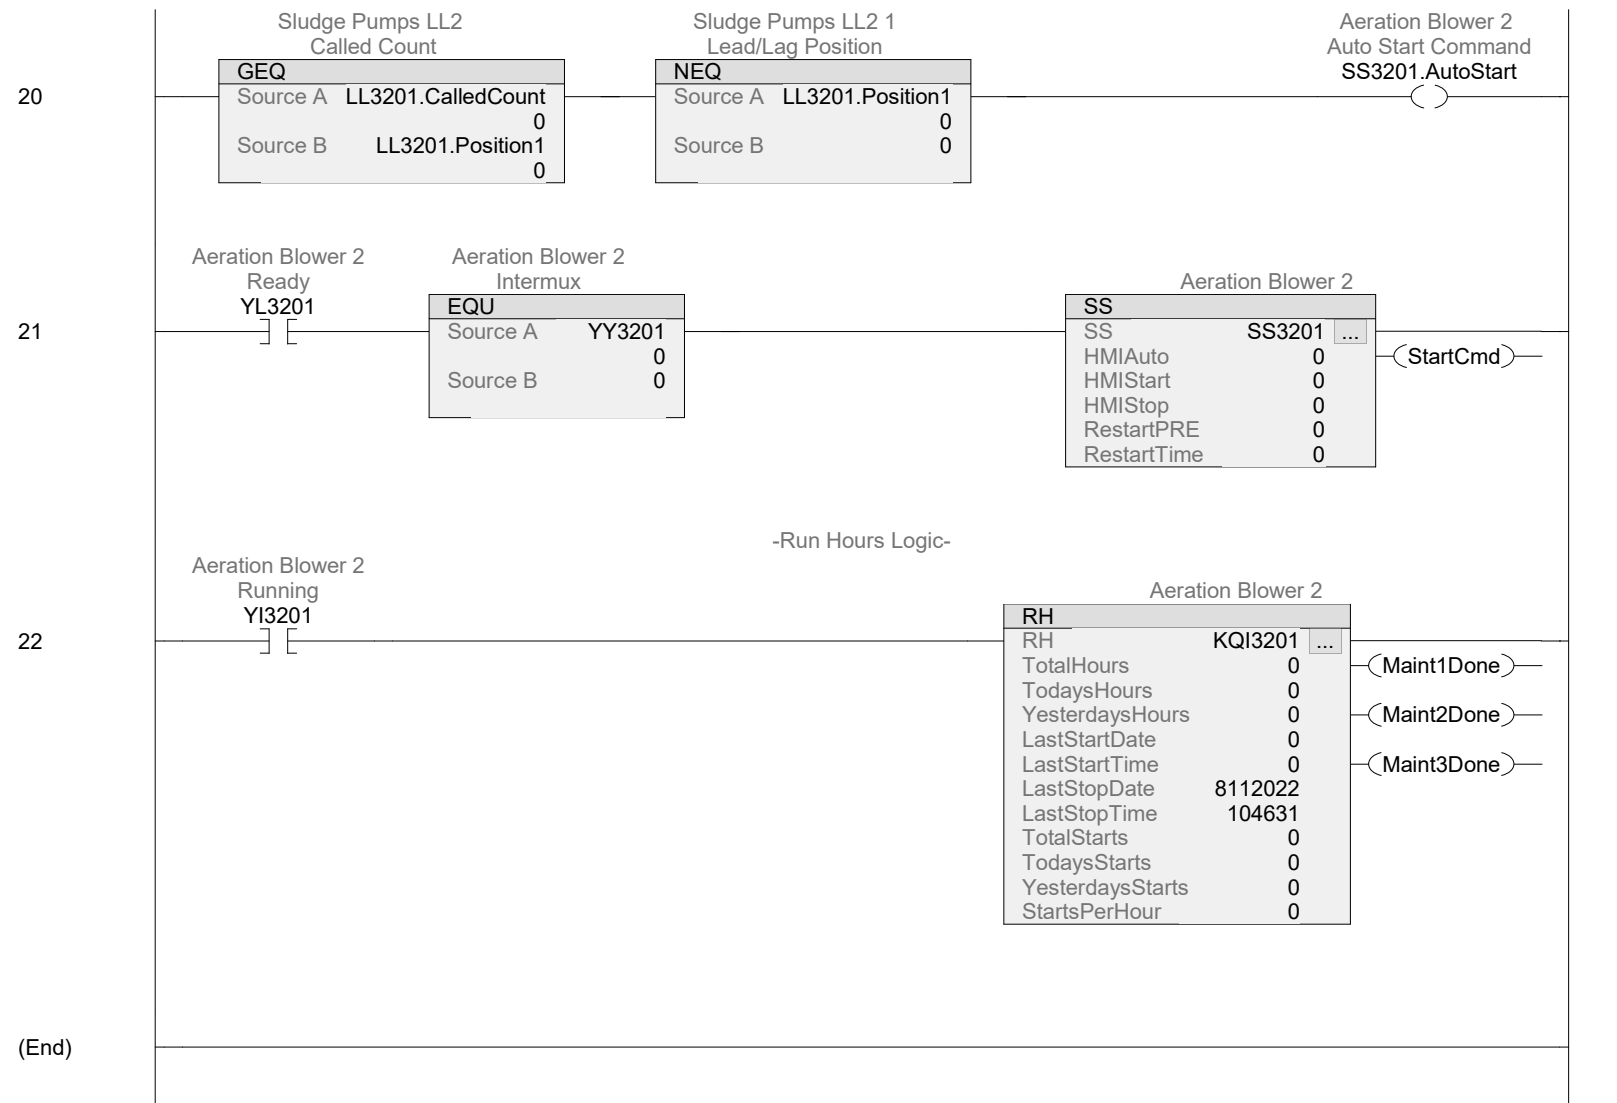 Sludge Pumps LL2
Called Count
Sludge Pumps LL2 1
Lead/Lag Position
Aeration Blower 2
Auto Start Command
SS3201.AutoStart
20
GEQ
Source A LL3201.CalledCount
0
Source B LL3201.Position1
0
NEQ
Source A LL3201.Position1
0
Source B 0
Aeration Blower 2
Ready
YL3201
Aeration Blower 2
Intermux
Aeration Blower 2
21
EQU
Source A YY3201
0
Source B 0
SS
SS SS3201 ...
HMIAuto 0
HMIStart 0
HMIStop 0
RestartPRE 0
RestartTime 0
StartCmd
-Run Hours Logic-
Aeration Blower 2
Running
YI3201
Aeration Blower 2
22
RH
RH KQI3201 ...
TotalHours 0
TodaysHours 0
YesterdaysHours 0
LastStartDate 0
LastStartTime 0
LastStopDate 8112022
LastStopTime 104631
TotalStarts 0
TodaysStarts 0
YesterdaysStarts 0
StartsPerHour 0
Maint1Done
Maint2Done
Maint3Done
(End)